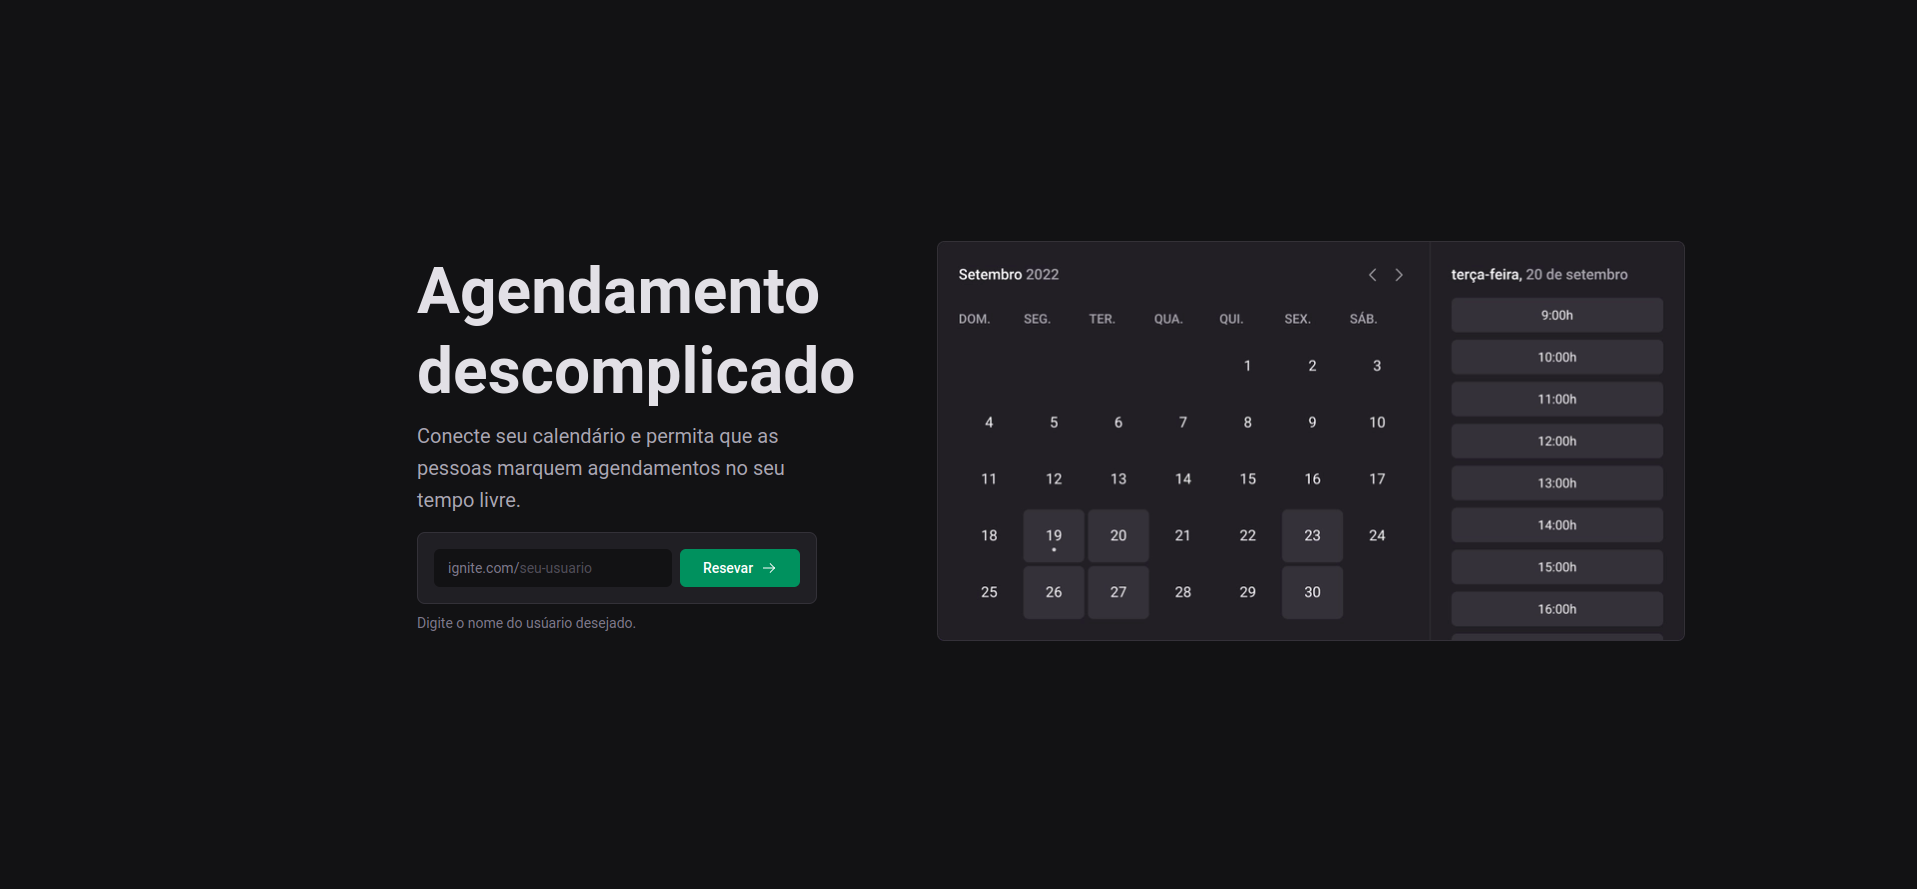 Agendamento
descomplicado
Conecte seu calendário e permita que as
pessoas marquem agendamentos no seu
tempo livre.
ignite.com/seu-usuario
Resevar
Digite o nome do usúario desejado.
Setembro 2022
DOM. SEG. TER. QUA. QUI. SEX. SÁB.
1 2 3
4 5 6 7 8 9 10
11 12 13 14 15 16 17
18 19 20 21 22 23 24
25 26 27 28 29 30
terça-feira, 20 de setembro
9:00h
10:00h
11:00h
12:00h
13:00h
14:00h
15:00h
16:00h